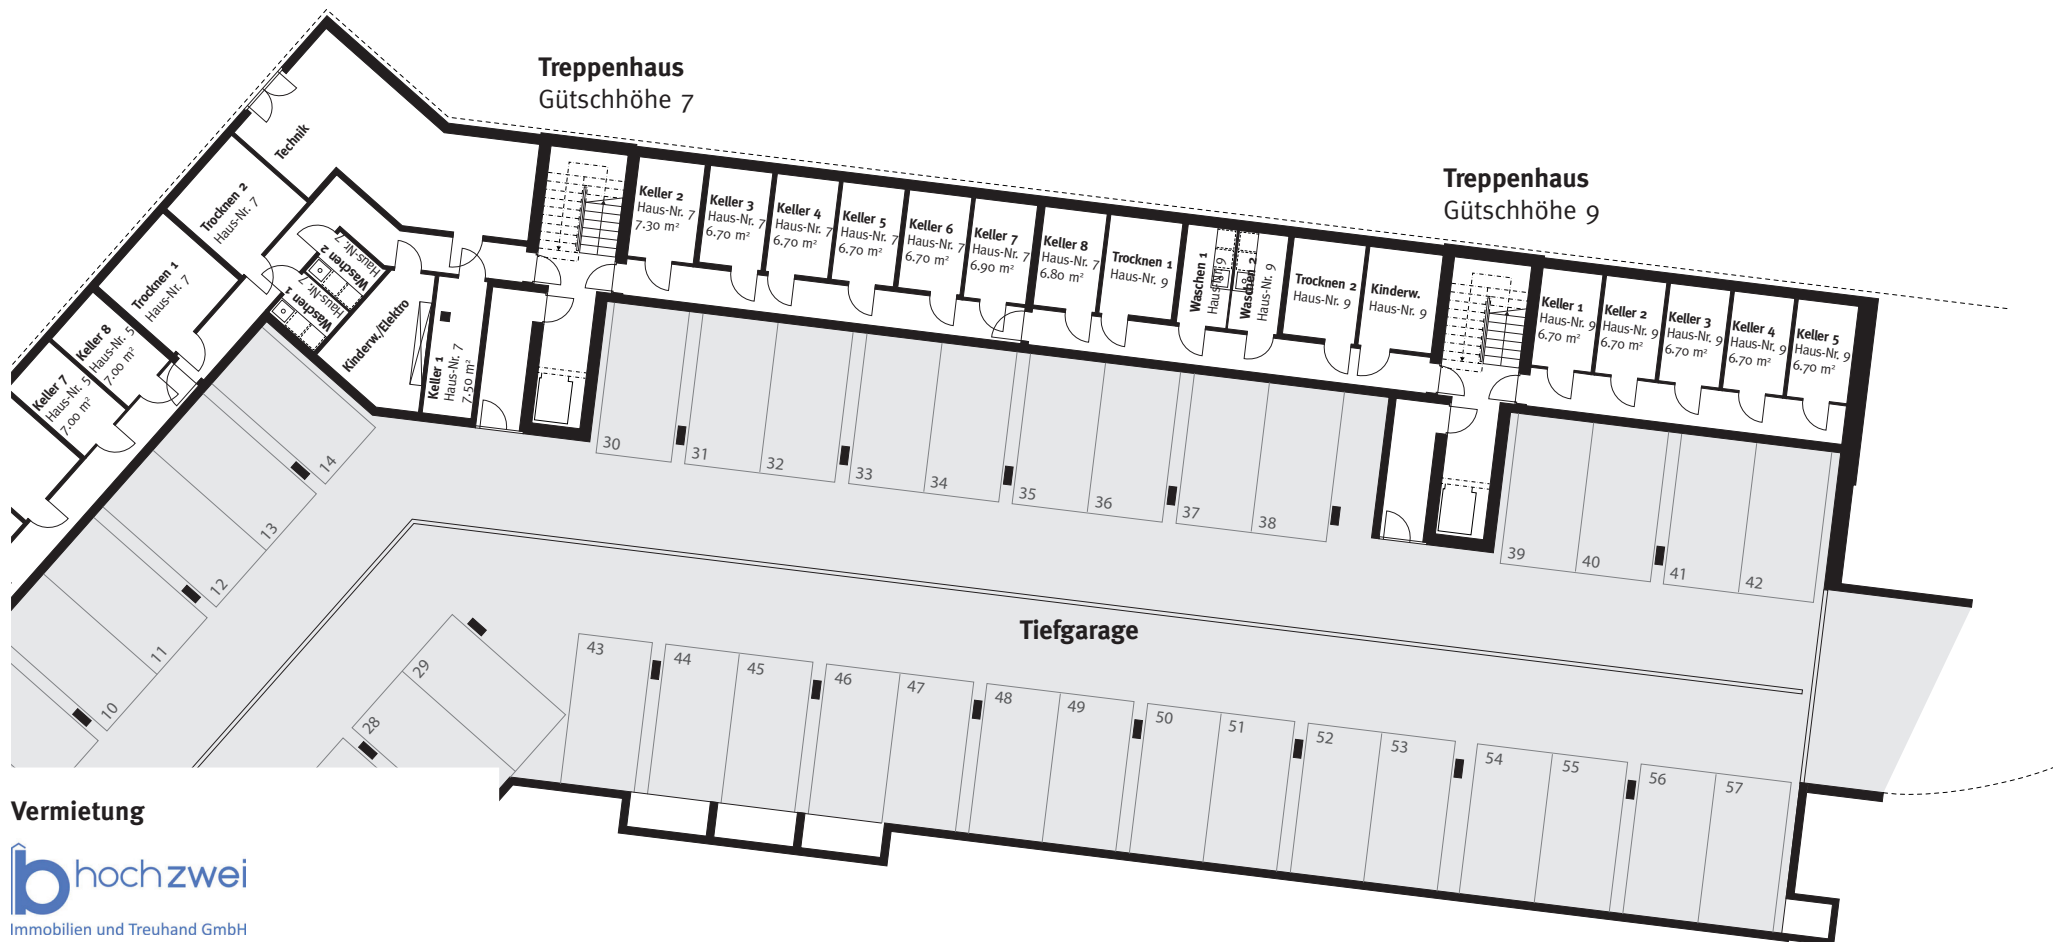 Treppenhaus
Gütschhöhe 7
Treppenhaus
Gütschhöhe 9
Technik
Trocknen 2
Haus-Nr. 7
Trocknen 1
Haus-Nr. 7
Keller 8
Haus-Nr. 5
7.00 m²
Keller 7
Haus-Nr. 5
7.00 m²
Waschen 2
Haus-Nr. 7
Waschen 1
Haus-Nr. 7
Kinderw./Elektro
Keller 1
Haus-Nr. 7
7.50 m²
Keller 2
Haus-Nr. 7
7.30 m²
Keller 3
Haus-Nr. 7
6.70 m²
Keller 4
Haus-Nr. 7
6.70 m²
Keller 5
Haus-Nr. 7
6.70 m²
Keller 6
Haus-Nr. 7
6.70 m²
Keller 7
Haus-Nr. 7
6.90 m²
Keller 8
Haus-Nr. 7
6.80 m²
Trocknen 1
Haus-Nr. 9
Waschen 1
Haus-Nr. 9
Waschen 2
Haus-Nr. 9
Trocknen 2
Haus-Nr. 9
Kinderw.
Haus-Nr. 9
Keller 1
Haus-Nr. 9
6.70 m²
Keller 2
Haus-Nr. 9
6.70 m²
Keller 3
Haus-Nr. 9
6.70 m²
Keller 4
Haus-Nr. 9
6.70 m²
Keller 5
Haus-Nr. 9
6.70 m²
14
13
12
11
10
30
31
32
33
34
35
36
37
38
39
40
41
42
Tiefgarage
29
28
43
44
45
46
47
48
49
50
51
52
53
54
55
56
57
Vermietung
b hoch zwei
Immobilien und Treuhand GmbH